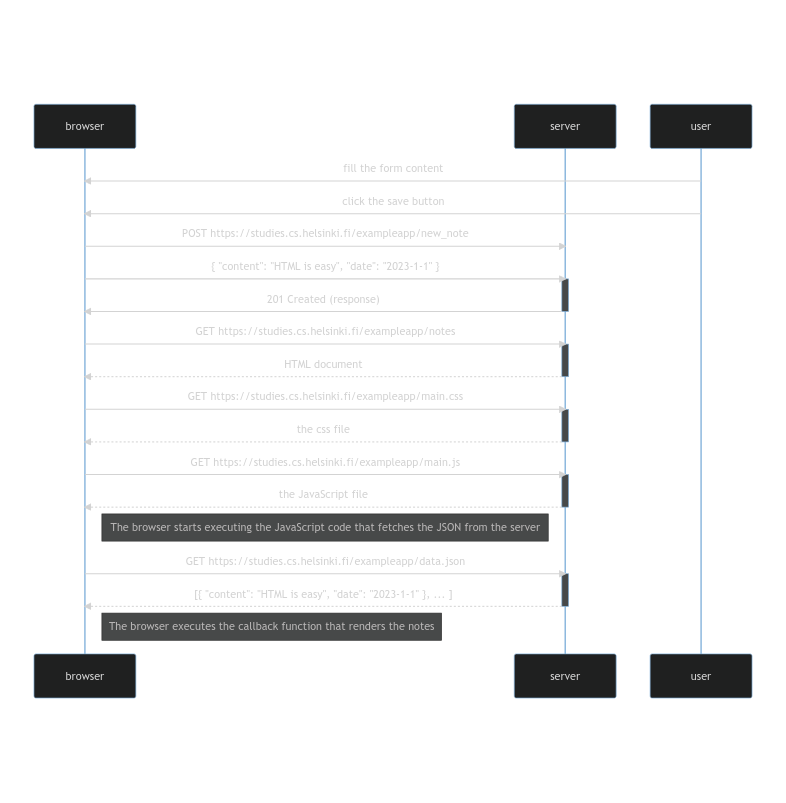 browser
server
user
fill the form content
click the save button
POST https://studies.cs.helsinki.fi/exampleapp/new_note
{ "content": "HTML is easy", "date": "2023-1-1" }
201 Created (response)
GET https://studies.cs.helsinki.fi/exampleapp/notes
HTML document
GET https://studies.cs.helsinki.fi/exampleapp/main.css
the css file
GET https://studies.cs.helsinki.fi/exampleapp/main.js
the JavaScript file
The browser starts executing the JavaScript code that fetches the JSON from the server
GET https://studies.cs.helsinki.fi/exampleapp/data.json
[{ "content": "HTML is easy", "date": "2023-1-1" }, ... ]
The browser executes the callback function that renders the notes
browser
server
user